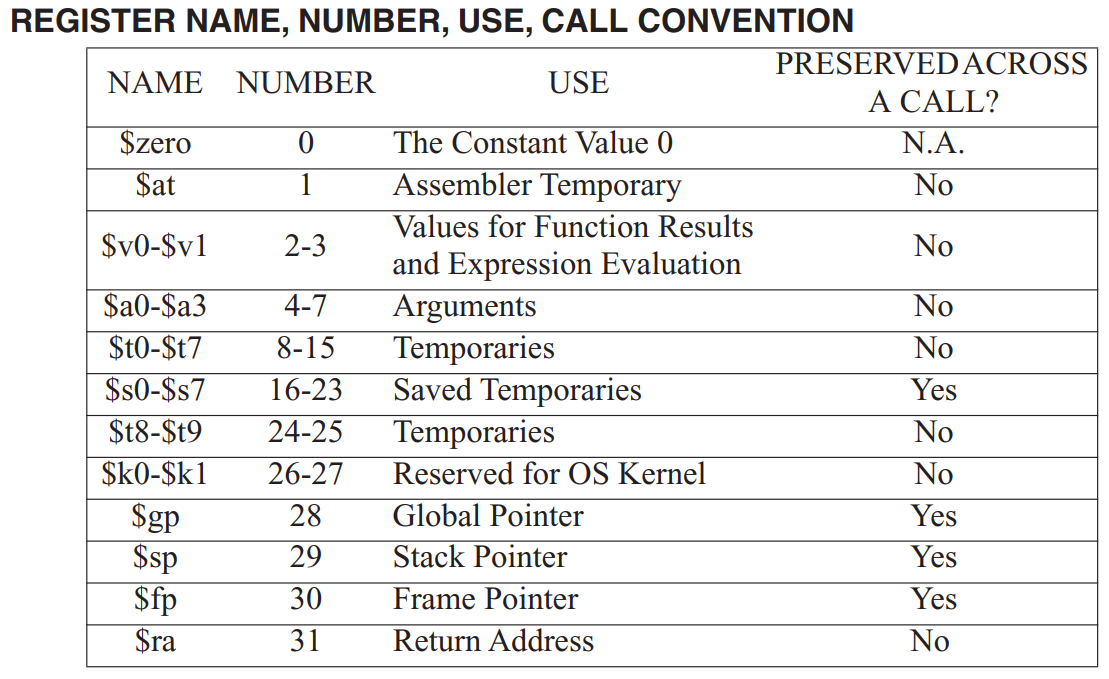 REGISTER NAME, NUMBER, USE, CALL CONVENTION
NAME NUMBER USE PRESERVED ACROSS A CALL?
$zero 0 The Constant Value 0 N.A.
$at 1 Assembler Temporary No
$v0-$v1 2-3 Values for Function Results and Expression Evaluation No
$a0-$a3 4-7 Arguments No
$t0-$t7 8-15 Temporaries No
$s0-$s7 16-23 Saved Temporaries Yes
$t8-$t9 24-25 Temporaries No
$k0-$k1 26-27 Reserved for OS Kernel No
$gp 28 Global Pointer Yes
$sp 29 Stack Pointer Yes
$fp 30 Frame Pointer Yes
$ra 31 Return Address No